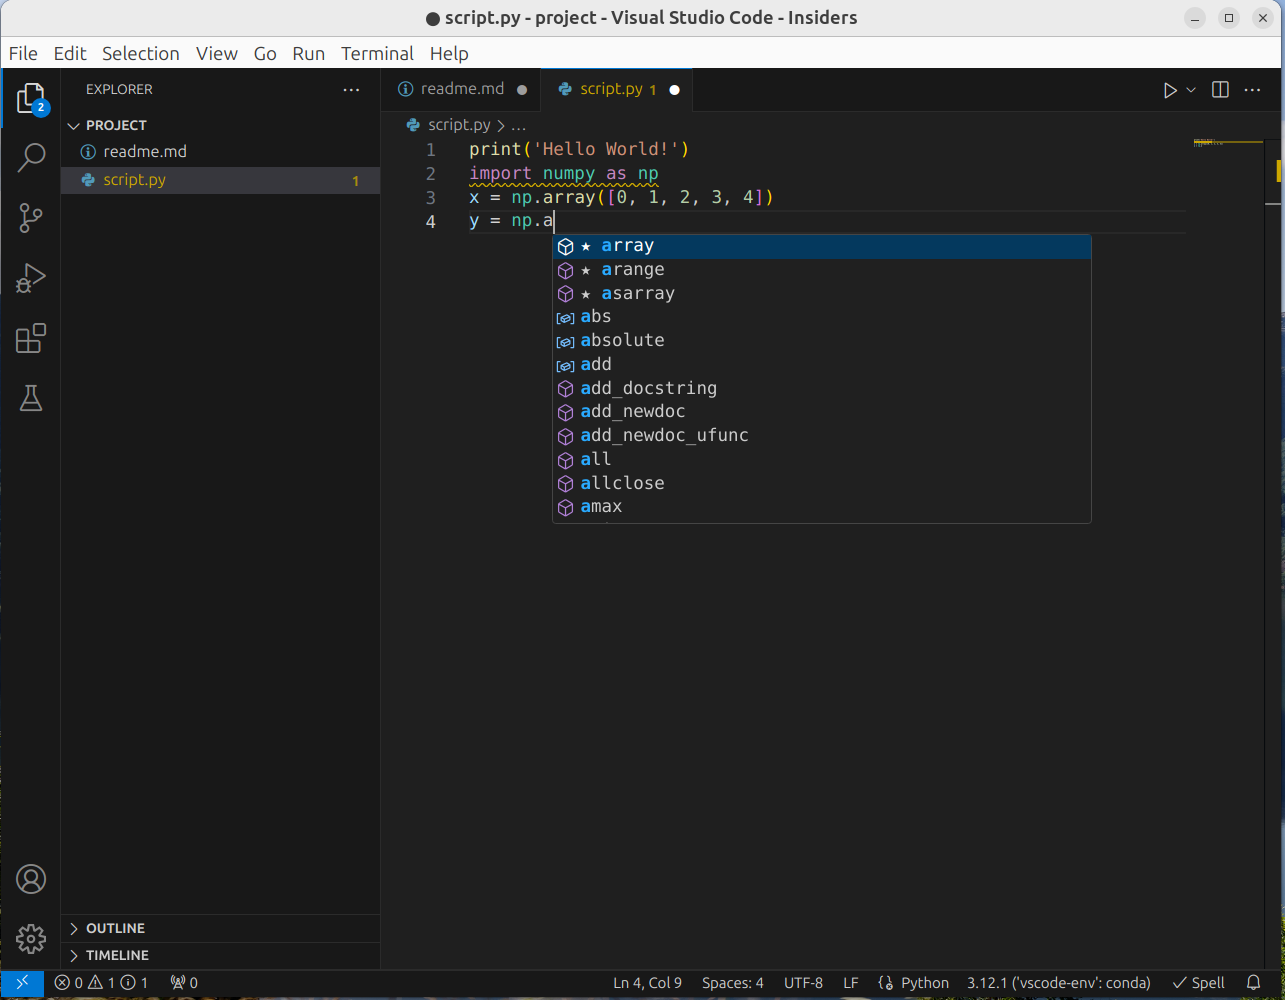 script.py - project - Visual Studio Code - Insiders
File Edit Selection View Go Run Terminal Help
2
EXPLORER
PROJECT
readme.md
script.py 1
readme.md
script.py 1
script.py > ...
1 print('Hello World!')
2 import numpy as np
3 x = np.array([0, 1, 2, 3, 4])
4 y = np.a
★ array
★ arange
★ asarray
abs
absolute
add
add_docstring
add_newdoc
add_newdoc_ufunc
all
allclose
amax
OUTLINE
TIMELINE
0 1 1 0 Ln 4, Col 9 Spaces: 4 UTF-8 LF Python 3.12.1 ('vscode-env': conda) Spell